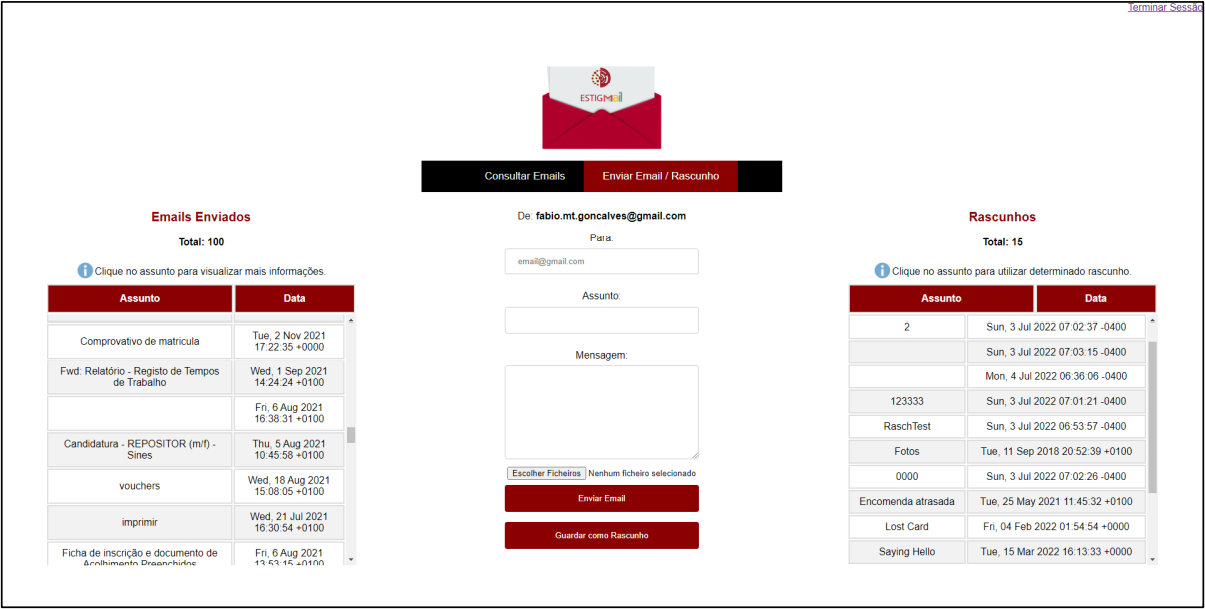 Terminar Sessão
ESTIGMail
Consultar Emails
Enviar Email / Rascunho
Emails Enviados
Total: 100
Clique no assunto para visualizar mais informações.
Assunto Data
Comprovativo de matricula
Tue, 2 Nov 2021
17:22:35 +0000
Fwd: Relatório - Registo de Tempos
de Trabalho
Wed, 1 Sep 2021
14:24:24 +0100
Fri, 6 Aug 2021
16:38:31 +0100
Candidatura - REPOSITOR (m/f) -
Sines
Thu, 5 Aug 2021
10:45:58 +0100
vouchers
Wed, 18 Aug 2021
15:08:05 +0100
imprimir
Wed, 21 Jul 2021
16:30:54 +0100
Ficha de inscrição e documento de
Acolhimento Preenchidos
Fri, 6 Aug 2021
13:53:15 +0100
De: fabio.mt.goncalves@gmail.com
Para:
email@gmail.com
Assunto:
Mensagem:
Escolher Ficheiros Nenhum ficheiro selecionado
Enviar Email
Guardar como Rascunho
Rascunhos
Total: 15
Clique no assunto para utilizar determinado rascunho.
Assunto Data
2 Sun, 3 Jul 2022 07:02:37 -0400
Sun, 3 Jul 2022 07:03:15 -0400
Mon, 4 Jul 2022 06:36:06 -0400
123333 Sun, 3 Jul 2022 07:01:21 -0400
RaschTest Sun, 3 Jul 2022 06:53:57 -0400
Fotos Tue, 11 Sep 2018 20:52:39 +0100
0000 Sun, 3 Jul 2022 07:02:26 -0400
Encomenda atrasada Tue, 25 May 2021 11:45:32 +0100
Lost Card Fri, 04 Feb 2022 01:54:54 +0000
Saying Hello Tue, 15 Mar 2022 16:13:33 +0000